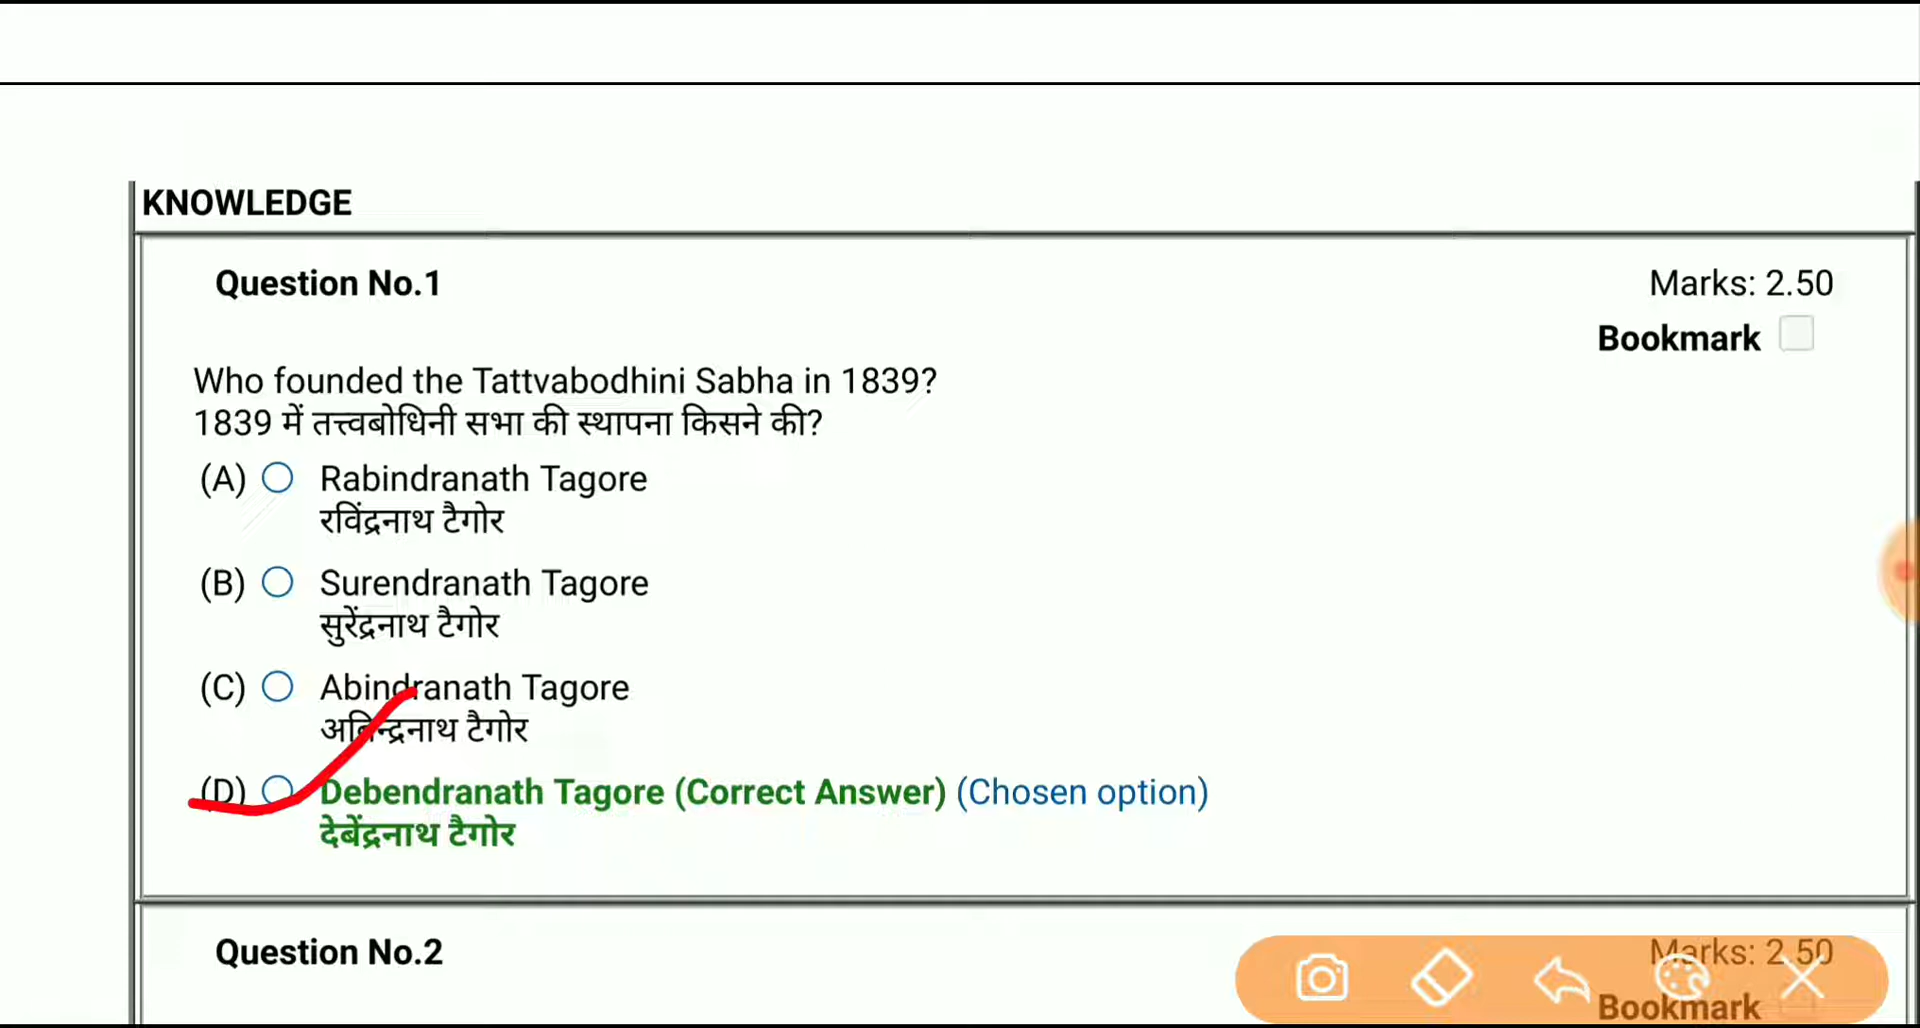 KNOWLEDGE
Question No.1
Marks: 2.50
Bookmark
Who founded the Tattvabodhini Sabha in 1839?
1839 में तत्त्वबोधिनी सभा की स्थापना किसने की?
(A) Rabindranath Tagore
रविंद्रनाथ टैगोर
(B) Surendranath Tagore
सुरेंद्रनाथ टैगोर
(C) Abindranath Tagore
अबिन्द्रनाथ टैगोर
(D) Debendranath Tagore (Correct Answer) (Chosen option)
देबेंद्रनाथ टैगोर
Question No.2
Marks: 2.50
Bookmark